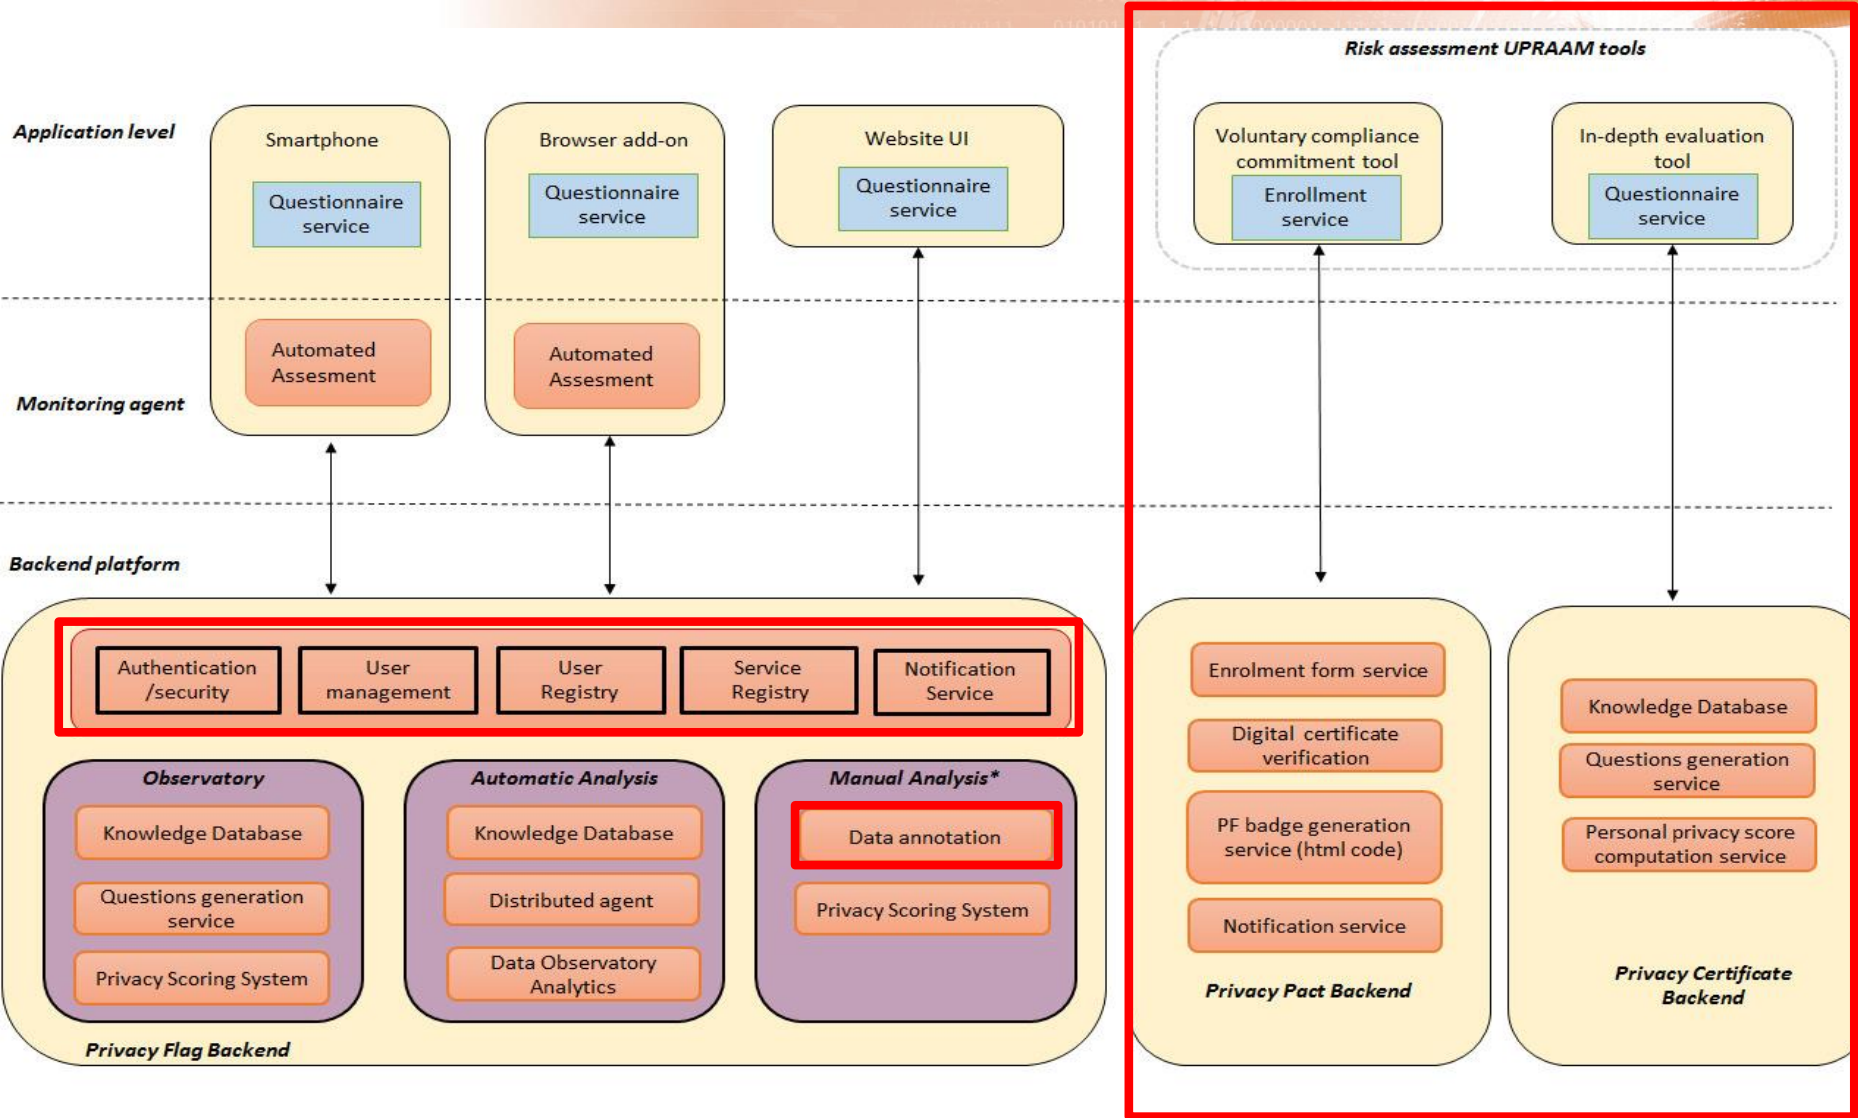 Risk assessment UPRAAM tools
Application level
Smartphone
Questionnaire
service
Browser add-on
Questionnaire
service
Website UI
Questionnaire
service
Voluntary compliance
commitment tool
Enrollment
service
In-depth evaluation
tool
Questionnaire
service
Monitoring agent
Automated
Assesment
Automated
Assesment
Backend platform
Authentication
/security
User
management
User
Registry
Service
Registry
Notification
Service
Observatory
Knowledge Database
Questions generation
service
Privacy Scoring System
Automatic Analysis
Knowledge Database
Distributed agent
Data Observatory
Analytics
Manual Analysis*
Data annotation
Privacy Scoring System
Privacy Flag Backend
Enrolment form service
Digital certificate
verification
PF badge generation
service (html code)
Notification service
Privacy Pact Backend
Knowledge Database
Questions generation
service
Personal privacy score
computation service
Privacy Certificate
Backend